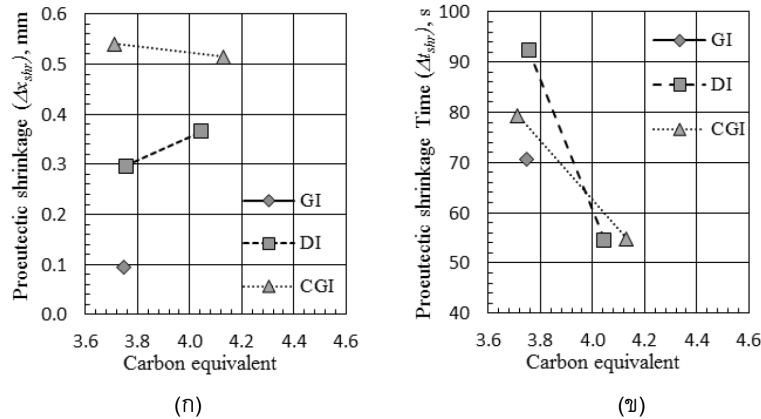 Proeutectic shrinkage (Δx_shr), mm
0.6
0.5
0.4
0.3
0.2
0.1
0.0
GI
DI
CGI
3.6 3.8 4.0 4.2 4.4 4.6
Carbon equivalent
(ก)
Proeutectic shrinkage Time (Δt_shr), s
100
90
80
70
60
50
40
GI
DI
CGI
3.6 3.8 4.0 4.2 4.4 4.6
Carbon equivalent
(ข)